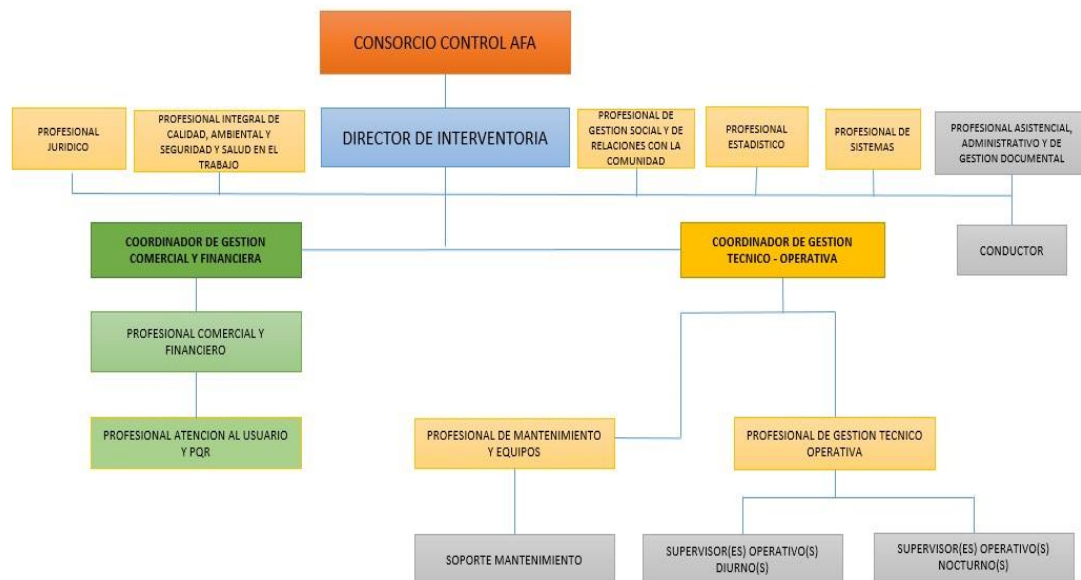 CONSORCIO CONTROL AFA
PROFESIONAL
JURIDICO
PROFESIONAL INTEGRAL DE
CALIDAD, AMBIENTAL Y
SEGURIDAD Y SALUD EN EL
TRABAJO
DIRECTOR DE INTERVENTORIA
PROFESIONAL DE
GESTION SOCIAL Y DE
RELACIONES CON LA
COMUNIDAD
PROFESIONAL
ESTADISTICO
PROFESIONAL DE
SISTEMAS
PROFESIONAL ASISTENCIAL,
ADMINISTRATIVO Y DE
GESTION DOCUMENTAL
COORDINADOR DE GESTION
COMERCIAL Y FINANCIERA
COORDINADOR DE GESTION
TECNICO - OPERATIVA
CONDUCTOR
PROFESIONAL COMERCIAL Y
FINANCIERO
PROFESIONAL ATENCION AL USUARIO
Y PQR
PROFESIONAL DE MANTENIMIENTO
Y EQUIPOS
PROFESIONAL DE GESTION TECNICO
OPERATIVA
SOPORTE MANTENIMIENTO
SUPERVISOR(ES) OPERATIVO(S)
DIURNO(S)
SUPERVISOR(ES) OPERATIVO(S)
NOCTURNO(S)